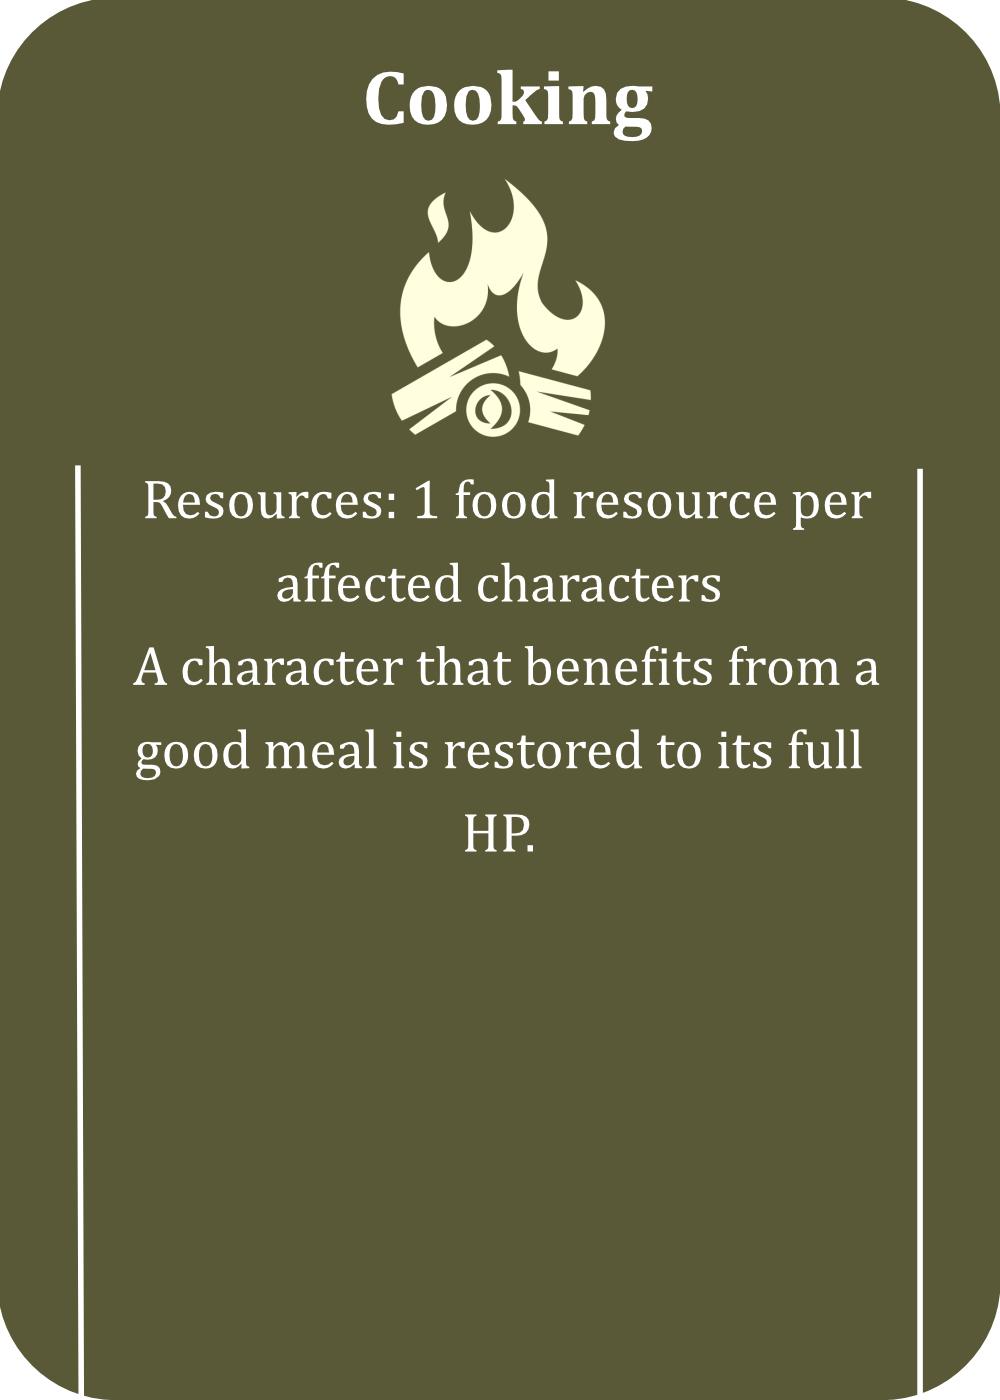 Cooking
Resources: 1 food resource per
affected characters
A character that benefits from a
good meal is restored to its full
HP.